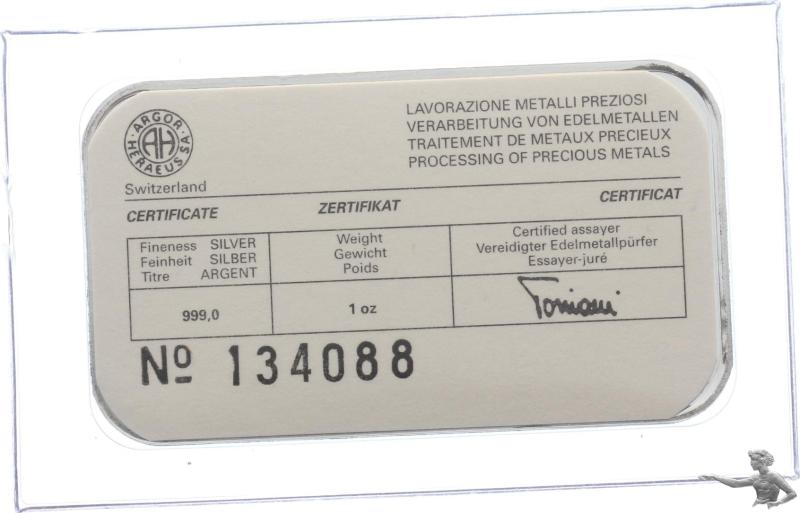 ARGOR HERAEUS SA
AH
Switzerland
LAVORAZIONE METALLI PREZIOSI
VERARBEITUNG VON EDELMETALLEN
TRAITEMENT DE METAUX PRECIEUX
PROCESSING OF PRECIOUS METALS
CERTIFICATE ZERTIFIKAT CERTIFICAT
Fineness SILVER
Feinheit SILBER
Titre ARGENT
Weight
Gewicht
Poids
Certified assayer
Vereidigter Edelmetallpürfer
Essayer-juré
999,0
1 oz
Toniani
Nº 134088